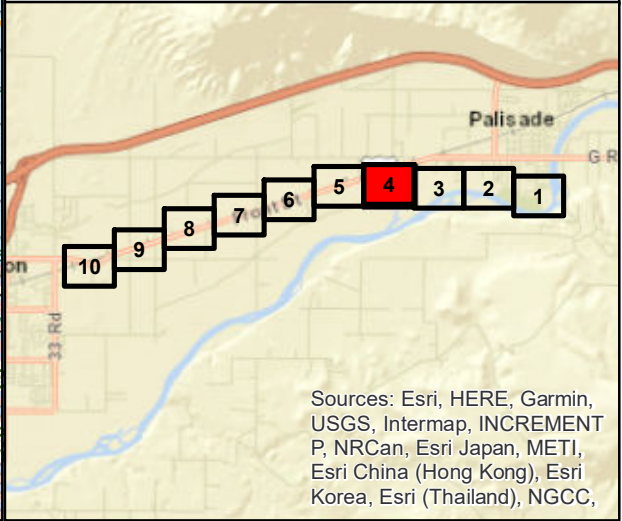 Palisade
G R
1
2
3
4
5
6
7
8
9
10
on
33 Rd
Sources: Esri, HERE, Garmin,
USGS, Intermap, INCREMENT
P, NRCan, Esri Japan, METI,
Esri China (Hong Kong), Esri
Korea, Esri (Thailand), NGCC,